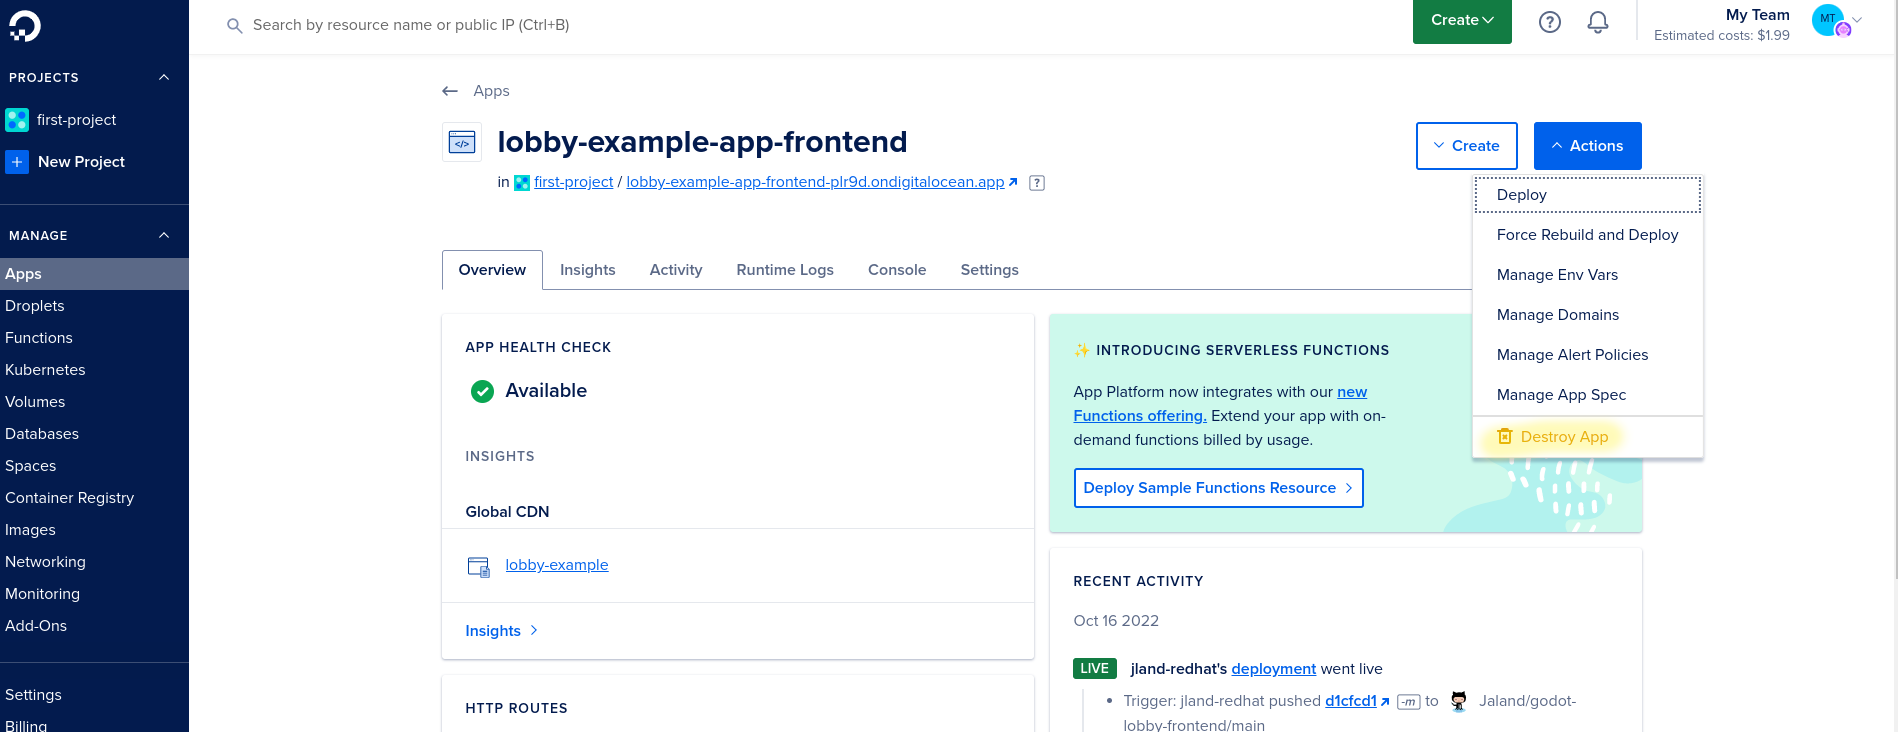 Search by resource name or public IP (Ctrl+B)
Create
?
My Team
Estimated costs: $1.99
MT
PROJECTS
first-project
+ New Project
MANAGE
Apps
Droplets
Functions
Kubernetes
Volumes
Databases
Spaces
Container Registry
Images
Networking
Monitoring
Add-Ons
Settings
Billing
← Apps
</>
lobby-example-app-frontend
in first-project / lobby-example-app-frontend-plr9d.ondigitalocean.app ?
Create
Actions
Deploy
Force Rebuild and Deploy
Manage Env Vars
Manage Domains
Manage Alert Policies
Manage App Spec
Destroy App
Overview
Insights
Activity
Runtime Logs
Console
Settings
APP HEALTH CHECK
Available
INSIGHTS
Global CDN
lobby-example
Insights
HTTP ROUTES
✨ INTRODUCING SERVERLESS FUNCTIONS
App Platform now integrates with our new
Functions offering. Extend your app with on-
demand functions billed by usage.
Deploy Sample Functions Resource
RECENT ACTIVITY
Oct 16 2022
LIVE jland-redhat's deployment went live
• Trigger: jland-redhat pushed d1cfcd1 -m to Jaland/godot-
lobby-frontend/main